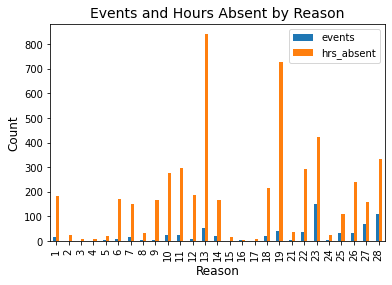 Events and Hours Absent by Reason
events
hrs_absent
Count
800
700
600
500
400
300
200
100
0
1 2 3 4 5 6 7 8 9 10 11 12 13 14 15 16 17 18 19 21 22 23 24 25 26 27 28
Reason